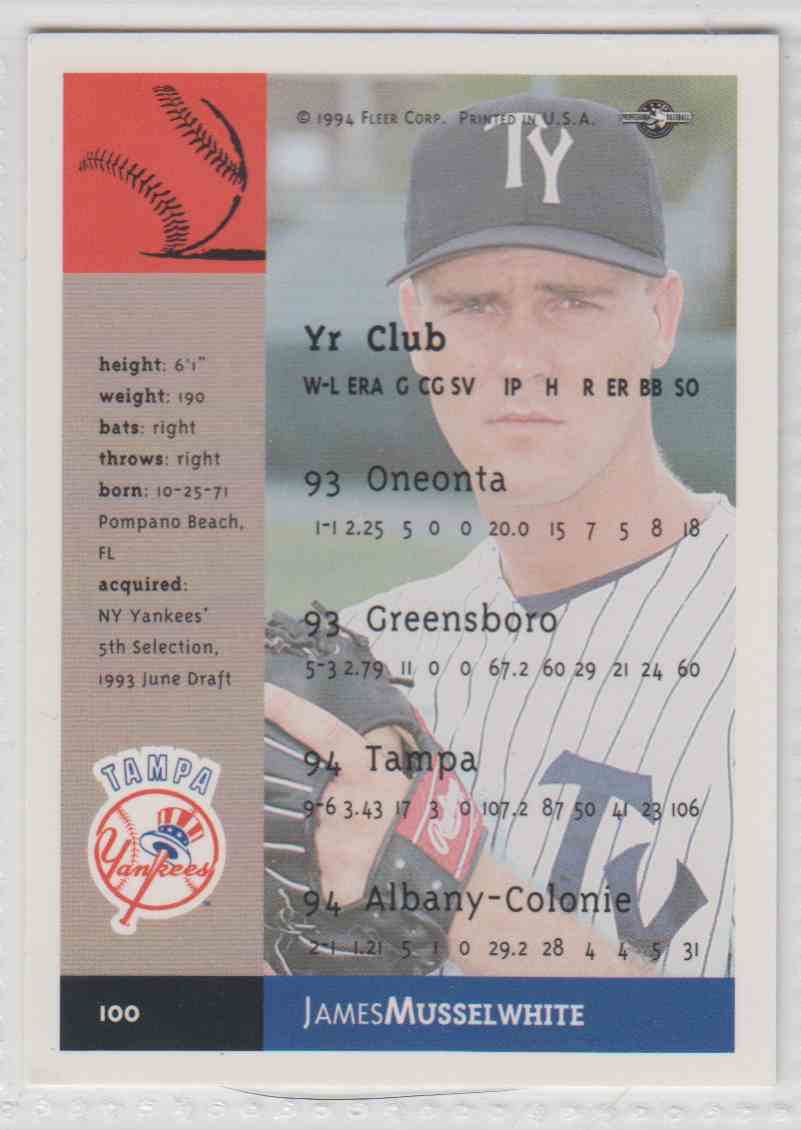 © 1994 Fleer Corp. Printed in U.S.A.
PROFESSIONAL BASEBALL
TY
height: 6'1"
weight: 190
bats: right
throws: right
born: 10-25-71
Pompano Beach,
FL
acquired:
NY Yankees'
5th Selection,
1993 June Draft
TAMPA
Yankees
Yr Club
W-L ERA G CG SV IP H R ER BB SO
93 Oneonta
1-1 2.25 5 0 0 20.0 15 7 5 8 18
93 Greensboro
5-3 2.79 11 0 0 67.2 60 29 21 24 60
94 Tampa
9-6 3.43 17 3 0 107.2 87 50 41 23 106
94 Albany-Colonie
2-1 1.21 5 1 0 29.2 28 4 4 5 31
TY
100
JamesMusselwhite